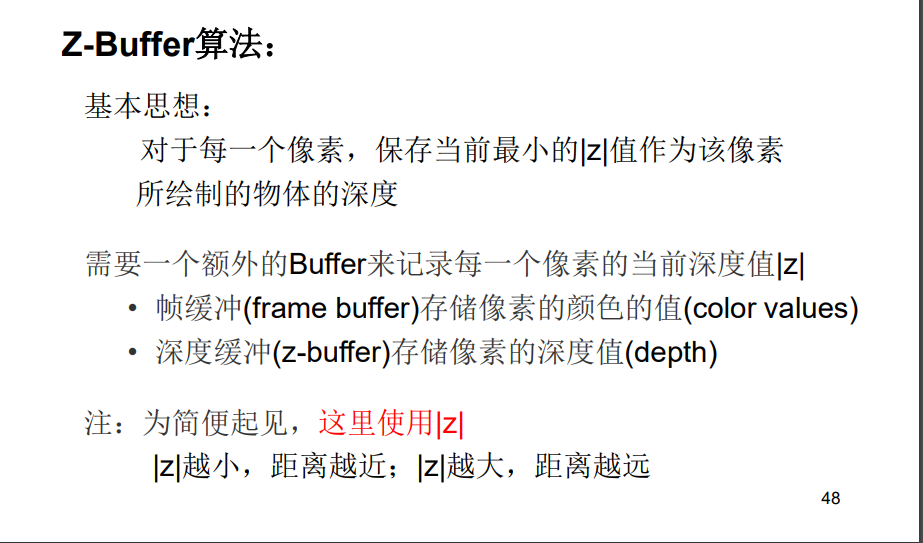 Z-Buffer算法：
基本思想：
对于每一个像素，保存当前最小的|z|值作为该像素
所绘制的物体的深度
需要一个额外的Buffer来记录每一个像素的当前深度值|z|
• 帧缓冲(frame buffer)存储像素的颜色的值(color values)
• 深度缓冲(z-buffer)存储像素的深度值(depth)
注：为简便起见，这里使用|z|
|z|越小，距离越近；|z|越大，距离越远
48